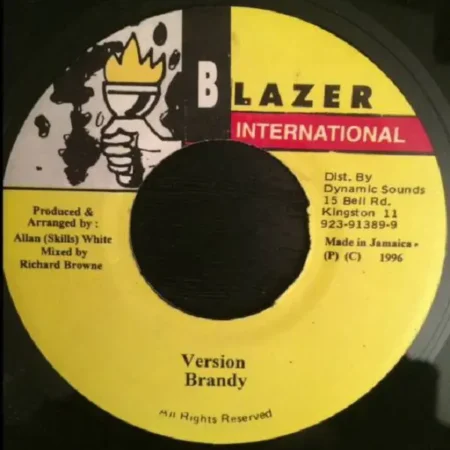 BLAZER
INTERNATIONAL
Produced &
Arranged by :
Allan (Skills) White
Mixed by
Richard Browne
Dist. By
Dynamic Sounds
15 Bell Rd.
Kingston 11
923-91389-9
Made in Jamaica -
(P) (C) 1996
Version
Brandy
All Rights Reserved